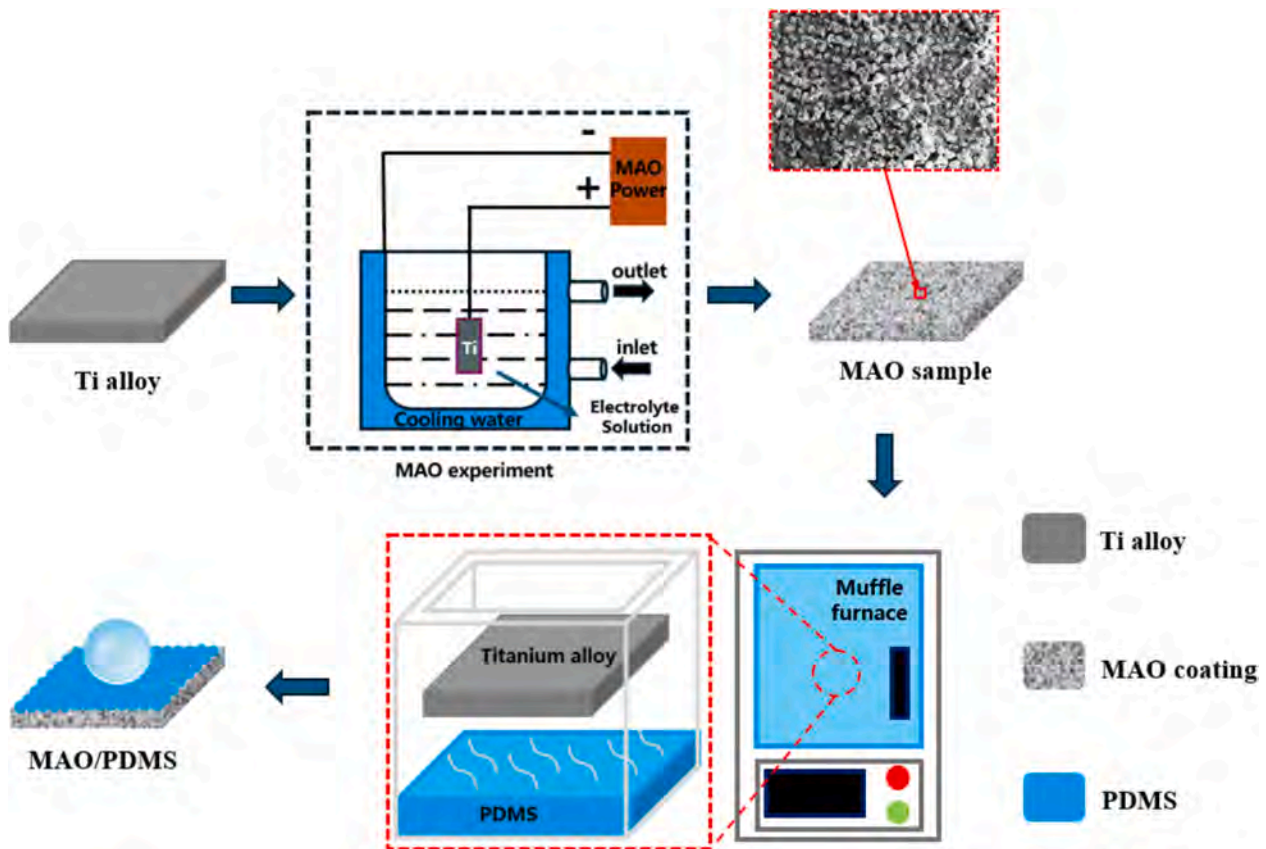 -
MAO
Power
+
outlet
Ti
inlet
Ti alloy
Cooling water
Electrolyte
Solution
MAO experiment
MAO sample
Muffle
furnace
Titanium alloy
PDMS
MAO/PDMS
Ti alloy
MAO coating
PDMS